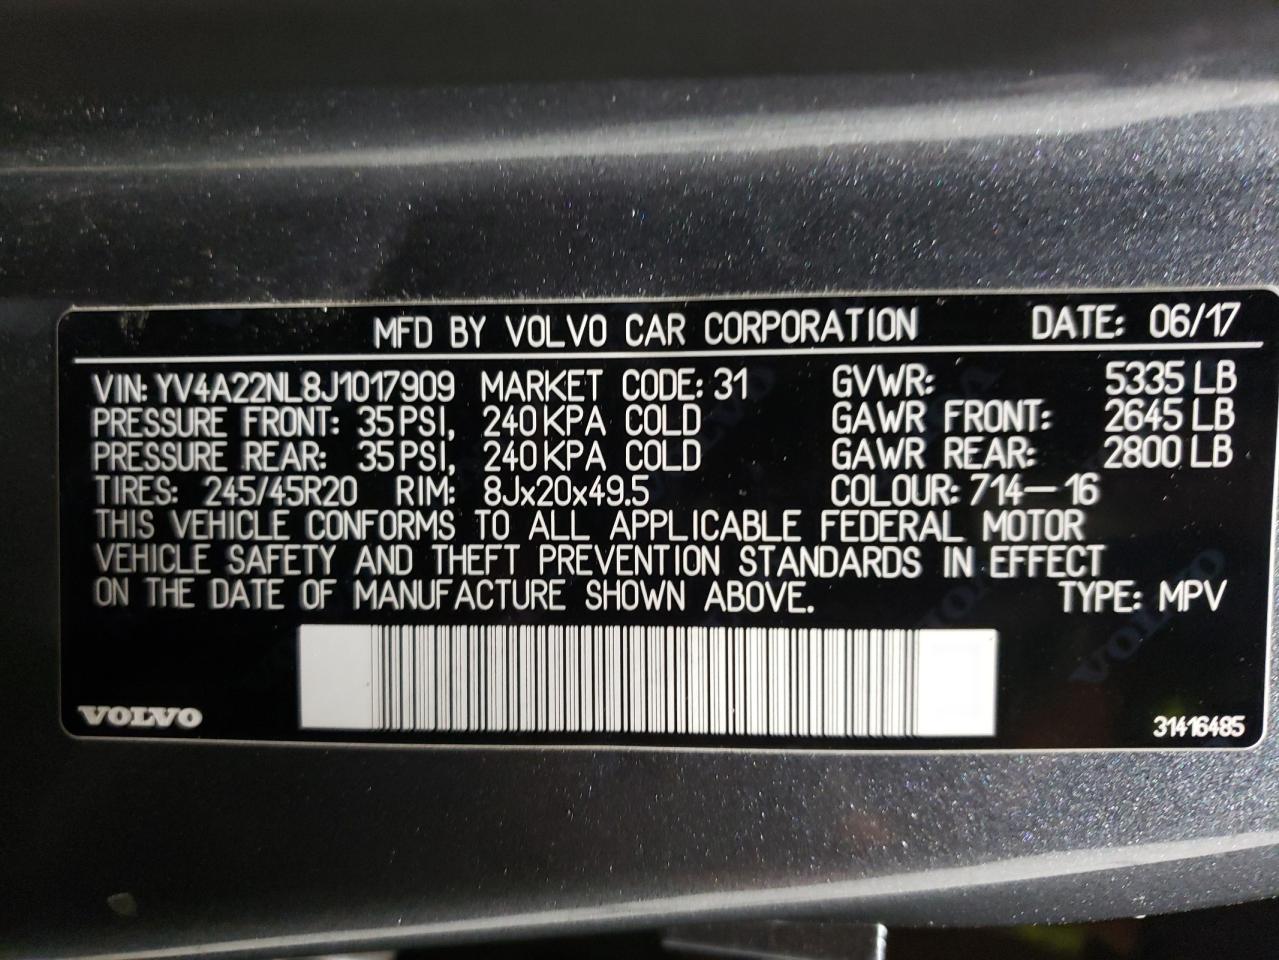 MFD BY VOLVO CAR CORPORATION DATE: 06/17
VIN: YV4A22NL8J1017909 MARKET CODE: 31 GVWR: 5335 LB
PRESSURE FRONT: 35 PSI, 240 KPA COLD GAWR FRONT: 2645 LB
PRESSURE REAR: 35 PSI, 240 KPA COLD GAWR REAR: 2800 LB
TIRES: 245/45R20 RIM: 8Jx20x49.5 COLOUR: 714-16
THIS VEHICLE CONFORMS TO ALL APPLICABLE FEDERAL MOTOR
VEHICLE SAFETY AND THEFT PREVENTION STANDARDS IN EFFECT
ON THE DATE OF MANUFACTURE SHOWN ABOVE. TYPE: MPV
VOLVO
31416485